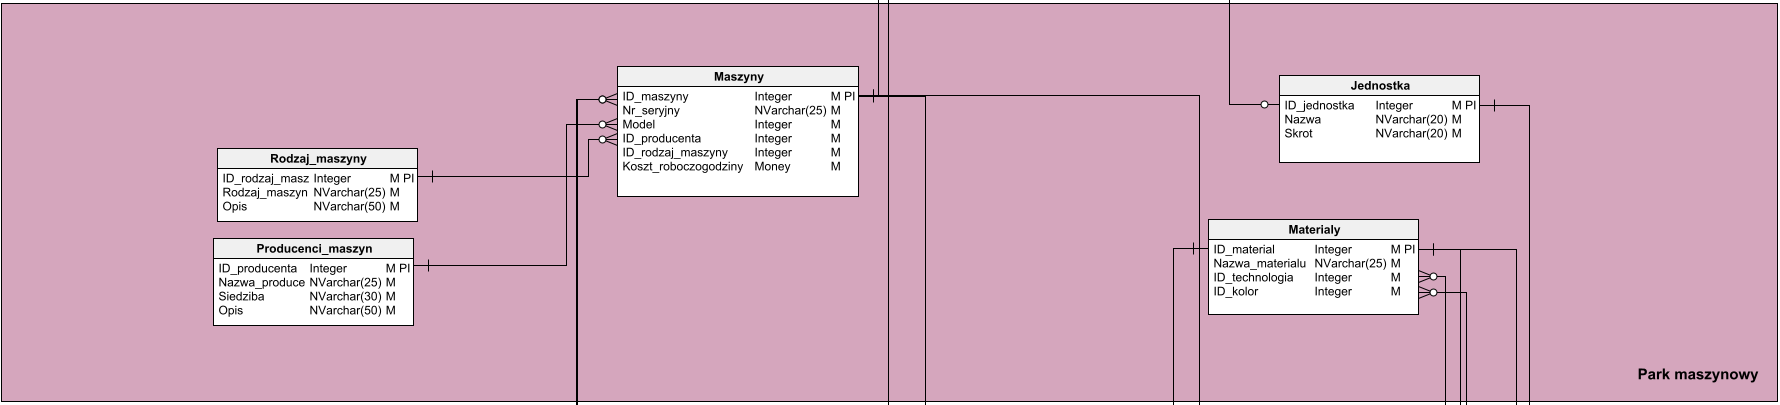 Maszyny
ID_maszyny Integer M PI
Nr_seryjny NVarchar(25) M
Model Integer M
ID_producenta Integer M
ID_rodzaj_maszyny Integer M
Koszt_roboczogodziny Money M
Jednostka
ID_jednostka Integer M PI
Nazwa NVarchar(20) M
Skrot NVarchar(20) M
Rodzaj_maszyny
ID_rodzaj_masz Integer M PI
Rodzaj_maszyn NVarchar(25) M
Opis NVarchar(50) M
Producenci_maszyn
ID_producenta Integer M PI
Nazwa_produce NVarchar(25) M
Siedziba NVarchar(30) M
Opis NVarchar(50) M
Materialy
ID_material Integer M PI
Nazwa_materialu NVarchar(25) M
ID_technologia Integer M
ID_kolor Integer M
Park maszynowy